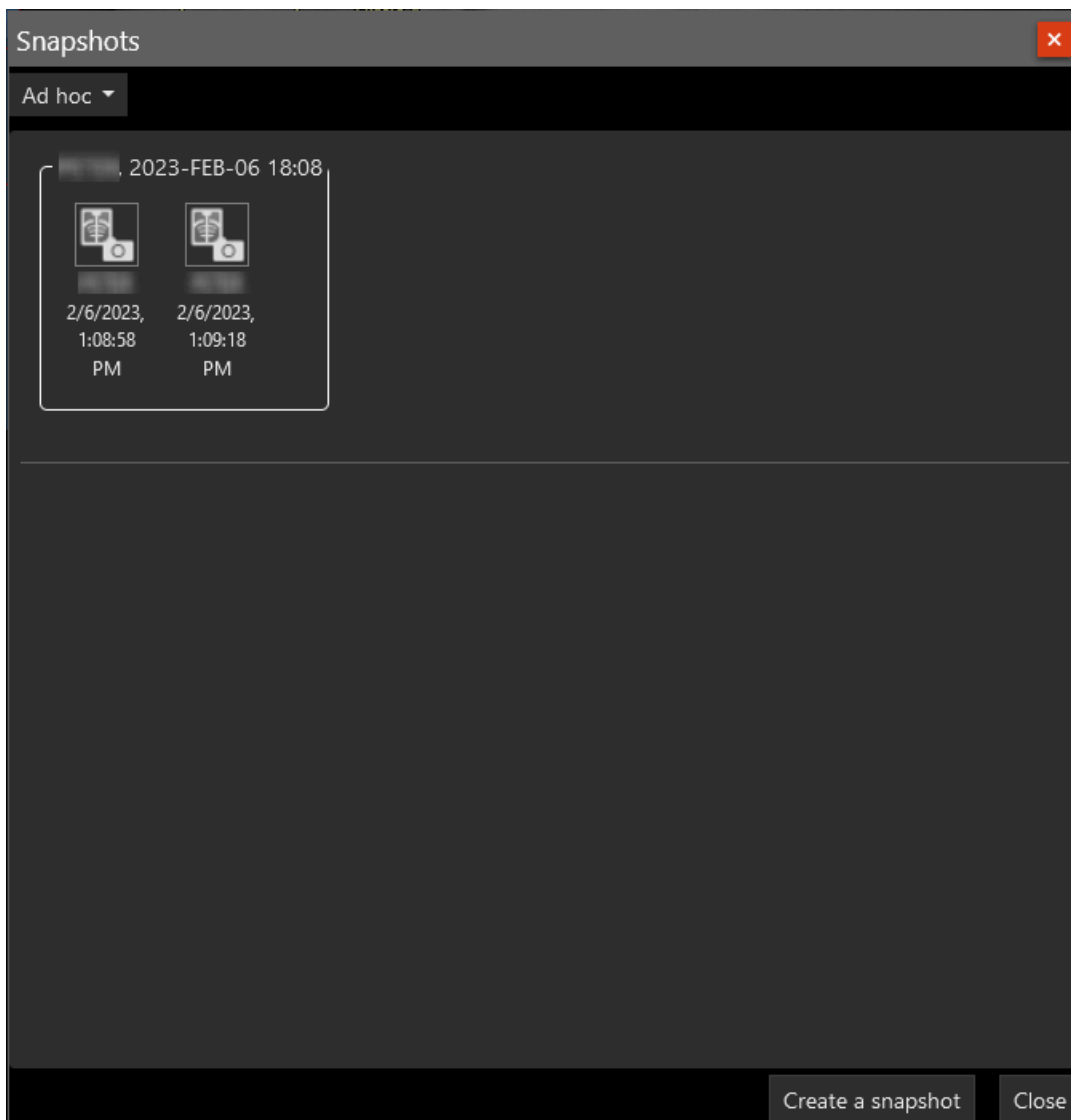 Snapshots
Ad hoc
, 2023-FEB-06 18:08
2/6/2023,
1:08:58
PM
2/6/2023,
1:09:18
PM
Create a snapshot
Close